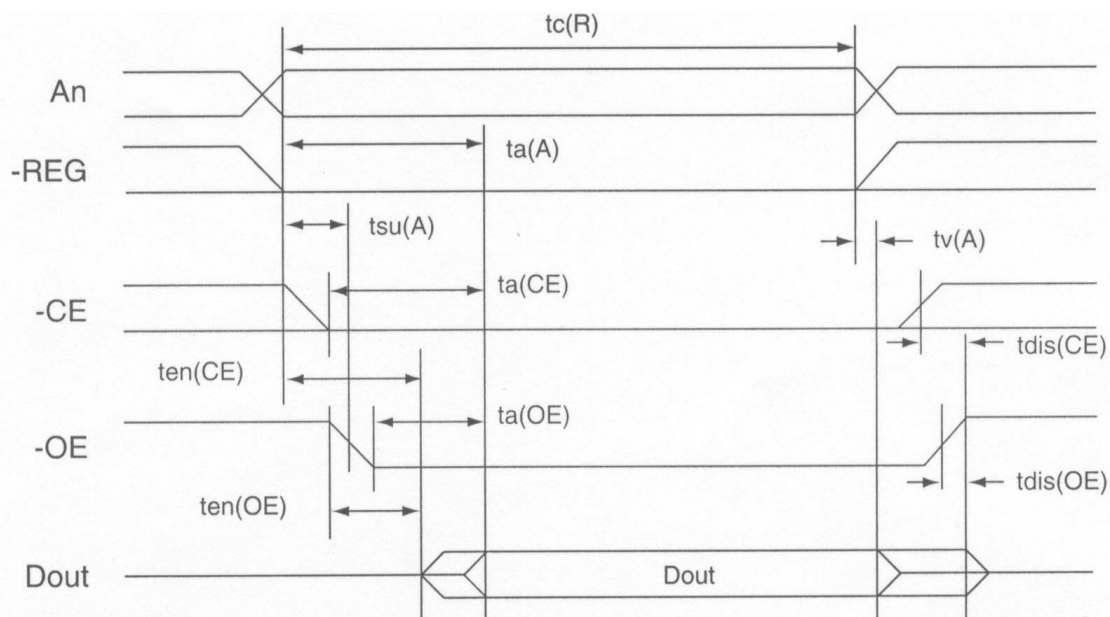 tc(R)
An
ta(A)
-REG
tsu(A)
tv(A)
ta(CE)
-CE
tdis(CE)
ten(CE)
ta(OE)
-OE
tdis(OE)
ten(OE)
Dout
Dout